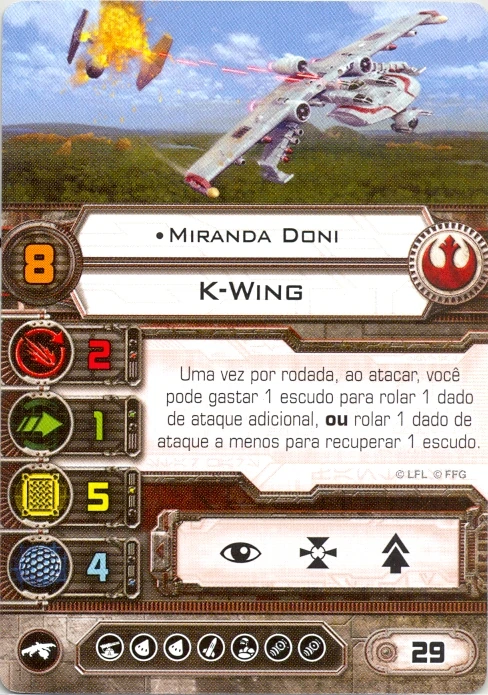 •Miranda Doni
8
K-Wing
2
1
5
4
Uma vez por rodada, ao atacar, você
pode gastar 1 escudo para rolar 1 dado
de ataque adicional, ou rolar 1 dado de
ataque a menos para recuperar 1 escudo.
© LFL © FFG
29